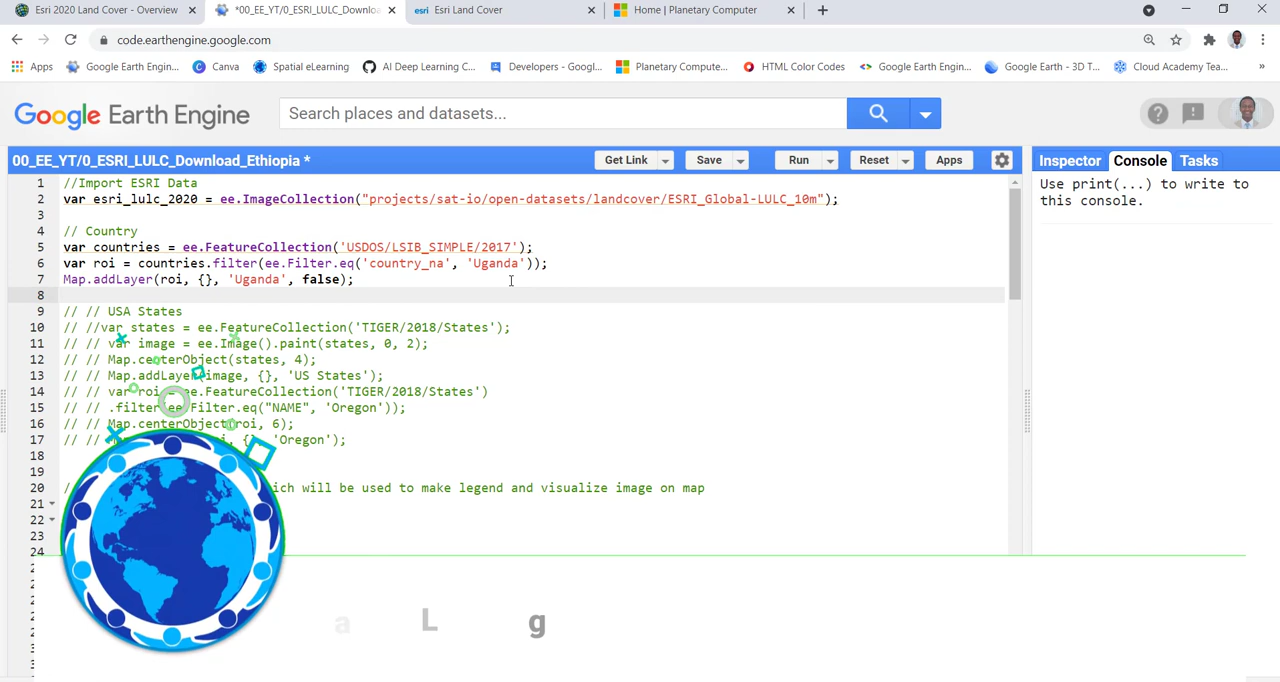 Esri 2020 Land Cover - Overview
*00_EE_YT/0_ESRI_LULC_Downloa
esri Esri Land Cover
Home | Planetary Computer
code.earthengine.google.com
Apps
Google Earth Engin...
Canva
Spatial eLearning
AI Deep Learning C...
Developers - Googl...
Planetary Compute...
HTML Color Codes
Google Earth Engin...
Google Earth - 3D T...
Cloud Academy Tea...
»
Google Earth Engine
Search places and datasets...
00_EE_YT/0_ESRI_LULC_Download_Ethiopia *
Get Link
Save
Run
Reset
Apps
Inspector
Console
Tasks
Use print(...) to write to
this console.
1 //Import ESRI Data
2 var esri_lulc_2020 = ee.ImageCollection("projects/sat-io/open-datasets/landcover/ESRI_Global-LULC_10m");
3
4 // Country
5 var countries = ee.FeatureCollection('USDOS/LSIB_SIMPLE/2017');
6 var roi = countries.filter(ee.Filter.eq('country_na', 'Uganda'));
7 Map.addLayer(roi, {}, 'Uganda', false);
8
9 // // USA States
10 // //var states = ee.FeatureCollection('TIGER/2018/States');
11 // // var image = ee.Image().paint(states, 0, 2);
12 // // Map.centerObject(states, 4);
13 // // Map.addLayer(image, {}, 'US States');
14 // // var roi = ee.FeatureCollection('TIGER/2018/States')
15 // // .filter(ee.Filter.eq("NAME", 'Oregon'));
16 // // Map.centerObject(roi, 6);
17 // // 'Oregon');
18
19
20 will be used to make legend and visualize image on map
21
22
23
24
a L g